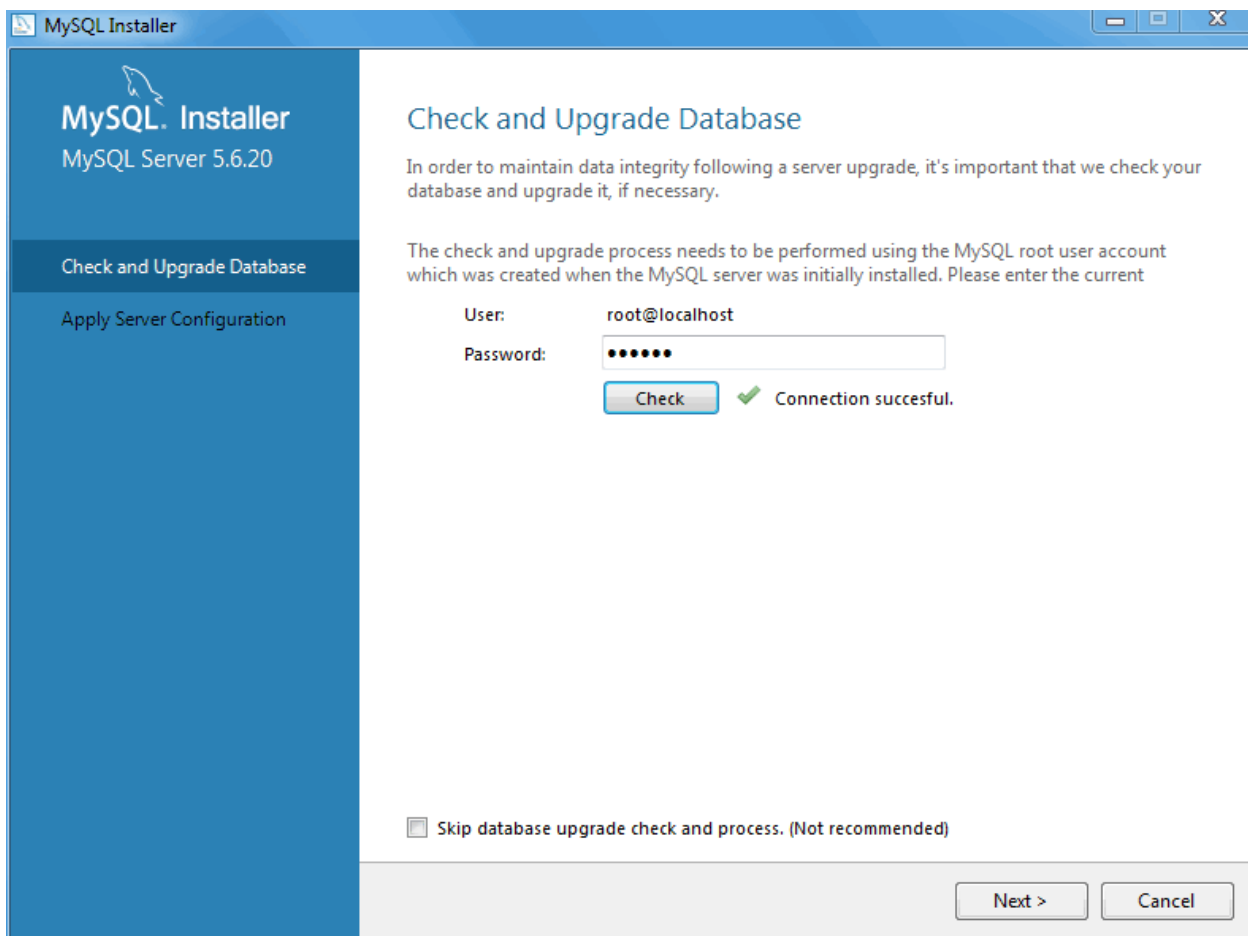 MySQL Installer
MySQL. Installer
MySQL Server 5.6.20
Check and Upgrade Database
Apply Server Configuration
Check and Upgrade Database
In order to maintain data integrity following a server upgrade, it's important that we check your
database and upgrade it, if necessary.
The check and upgrade process needs to be performed using the MySQL root user account
which was created when the MySQL server was initially installed. Please enter the current
User: root@localhost
Password: ●●●●●●
Check Connection succesful.
Skip database upgrade check and process. (Not recommended)
Next > Cancel